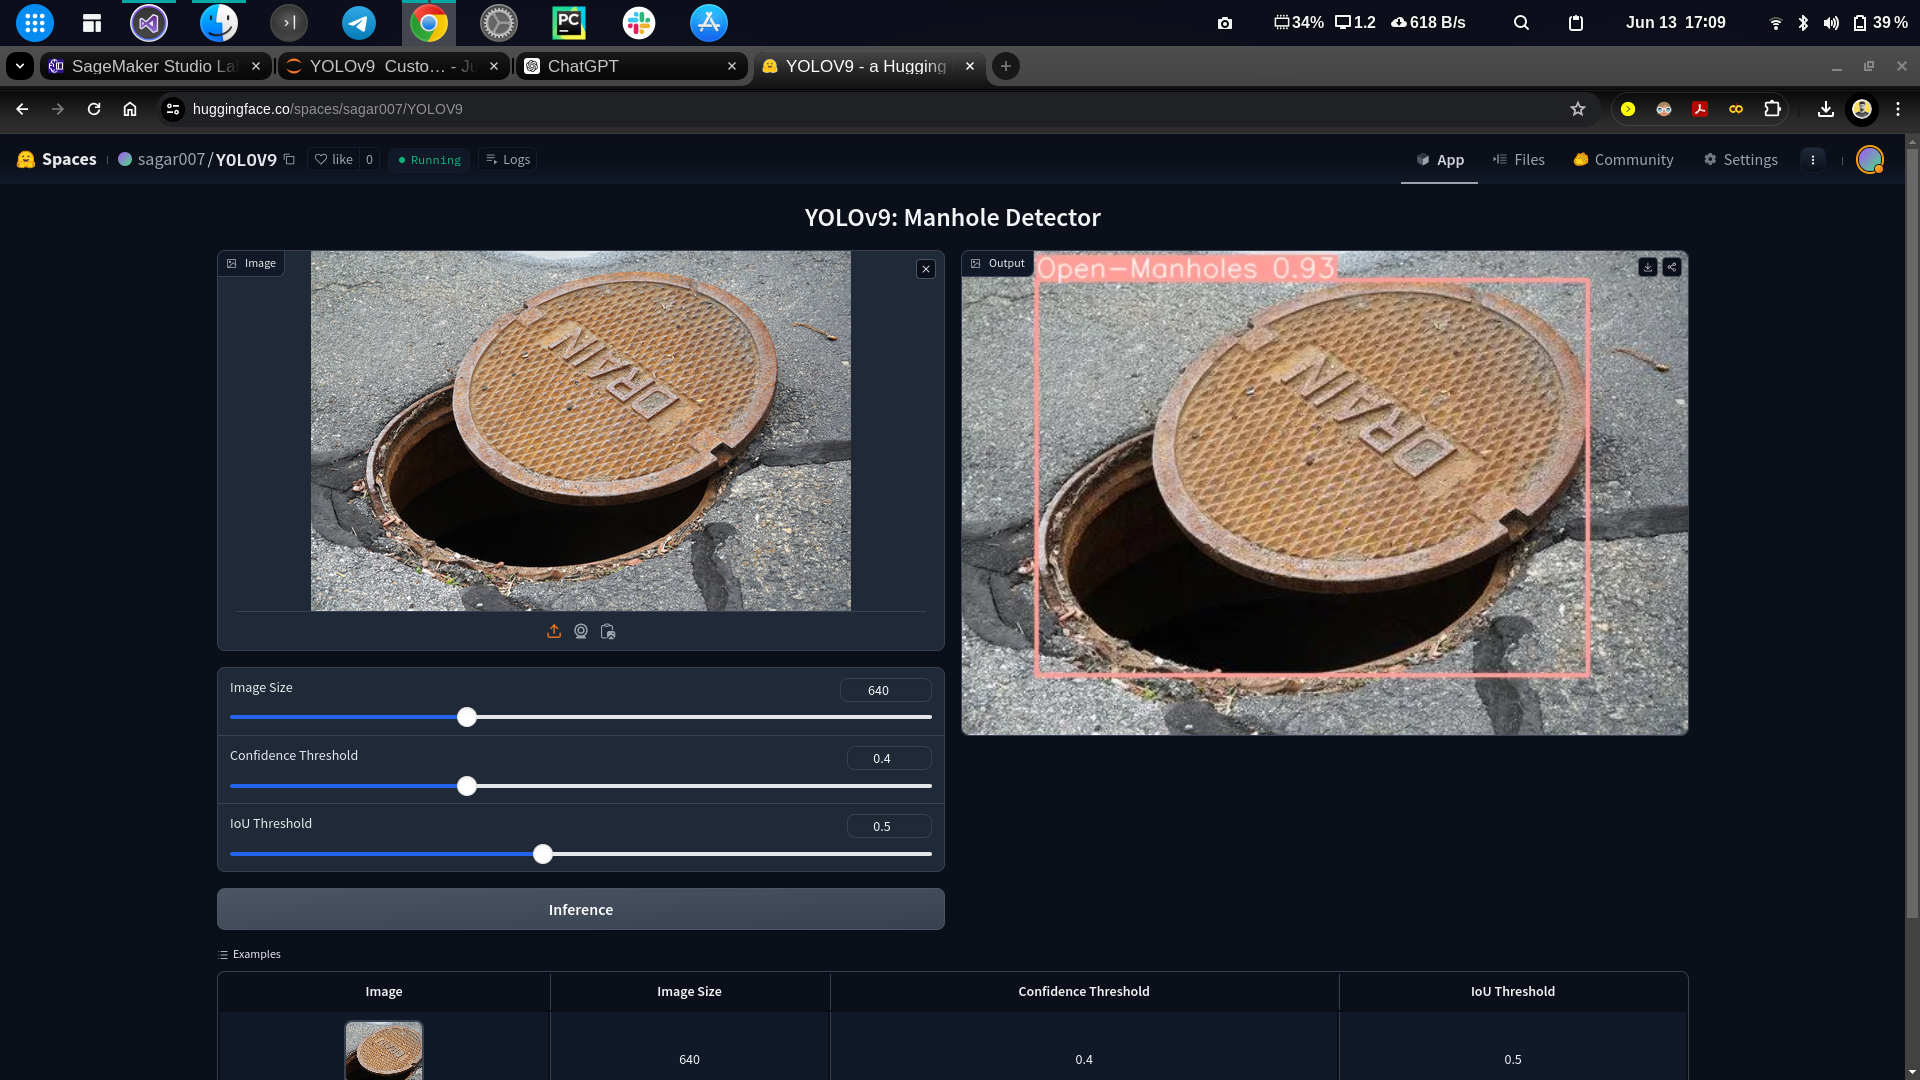 PC
34% 1.2 618 B/s Jun 13 17:09 39 %
SageMaker Studio La
YOLOv9 Custo… - Ju
ChatGPT
YOLOV9 - a Hugging
huggingface.co/spaces/sagar007/YOLOV9
Spaces sagar007/YOLOV9 like 0 Running Logs
App Files Community Settings
YOLOv9: Manhole Detector
Image
DRAIN
Output
Open-Manholes 0.93
DRAIN
Image Size 640
Confidence Threshold 0.4
IoU Threshold 0.5
Inference
Examples
Image Image Size Confidence Threshold IoU Threshold
DRAIN
640 0.4 0.5